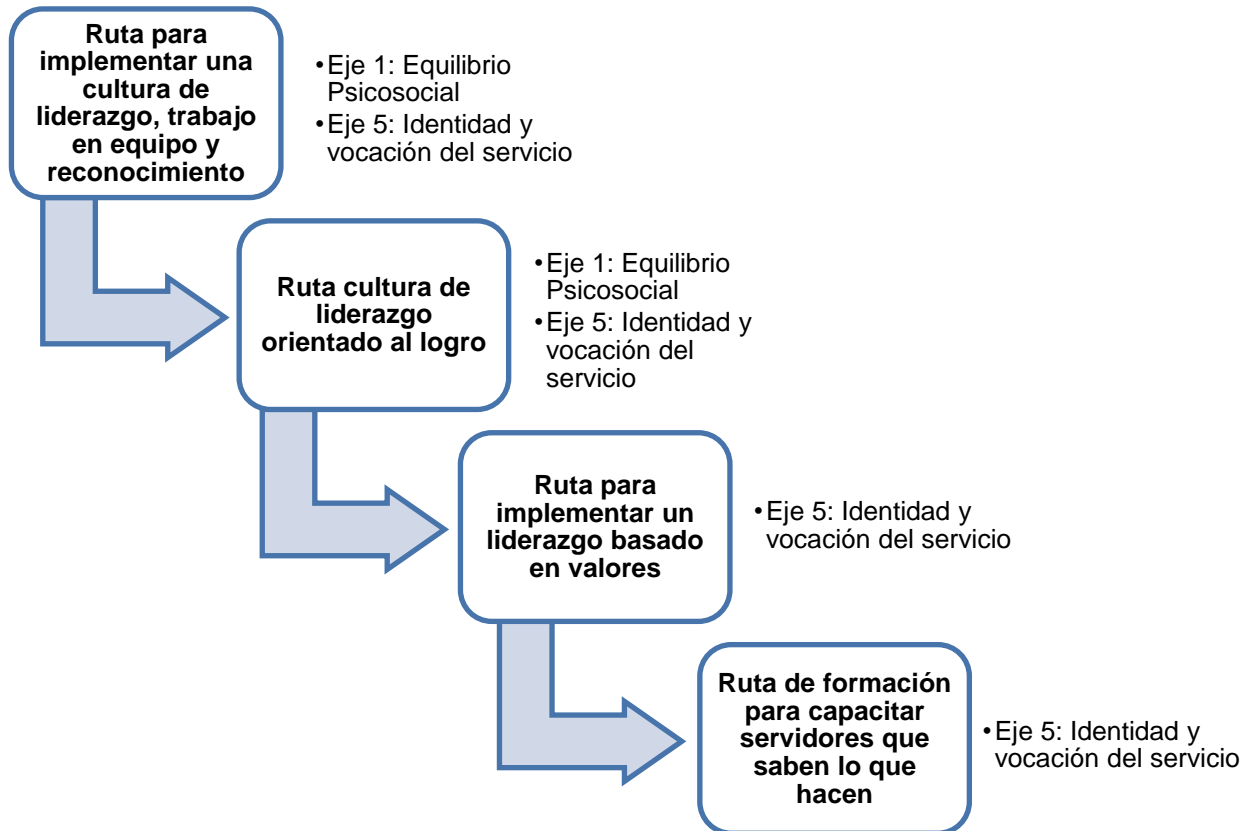 Ruta para
implementar una
cultura de
liderazgo, trabajo
en equipo y
reconocimiento
•Eje 1: Equilibrio
Psicosocial
•Eje 5: Identidad y
vocación del servicio
Ruta cultura de
liderazgo
orientado al logro
•Eje 1: Equilibrio
Psicosocial
•Eje 5: Identidad y
vocación del
servicio
Ruta para
implementar un
liderazgo basado
en valores
•Eje 5: Identidad y
vocación del servicio
Ruta de formación
para capacitar
servidores que
saben lo que
hacen
•Eje 5: Identidad y
vocación del servicio